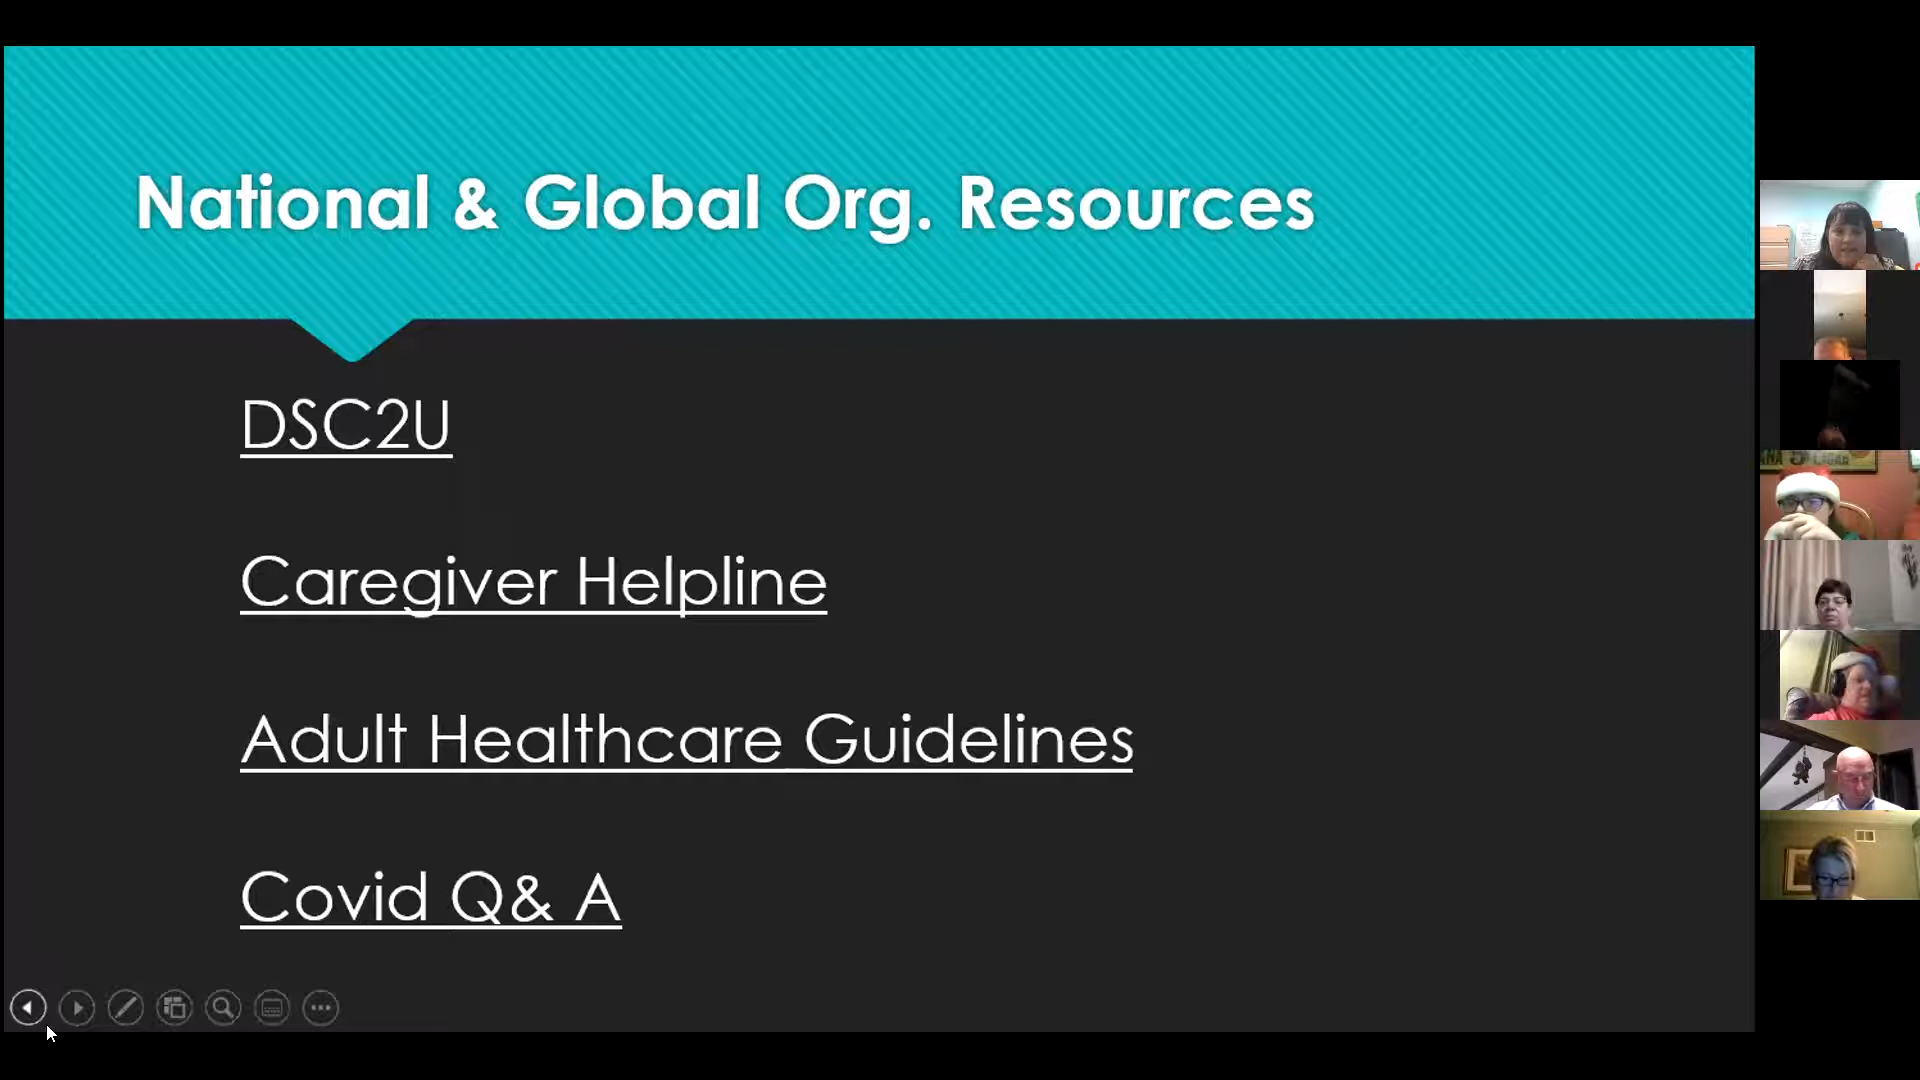 National & Global Org. Resources
DSC2U
Caregiver Helpline
Adult Healthcare Guidelines
Covid Q& A